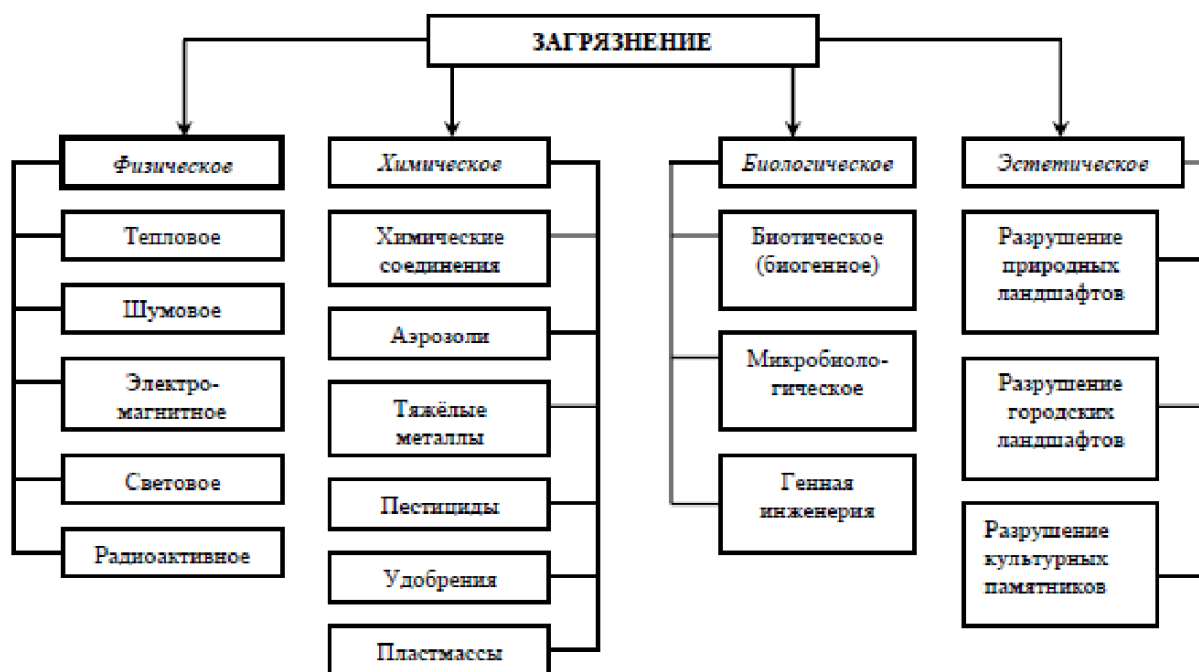 ЗАГРЯЗНЕНИЕ
Физическое
Тепловое
Шумовое
Электро-
магнитное
Световое
Радиоактивное
Химическое
Химические
соединения
Аэрозоли
Тяжёлые
металлы
Пестициды
Удобрения
Пластмассы
Биологическое
Биотическое
(биогенное)
Микробиоло-
гическое
Генная
инженерия
Эстетическое
Разрушение
природных
ландшафтов
Разрушение
городских
ландшафтов
Разрушение
культурных
памятников